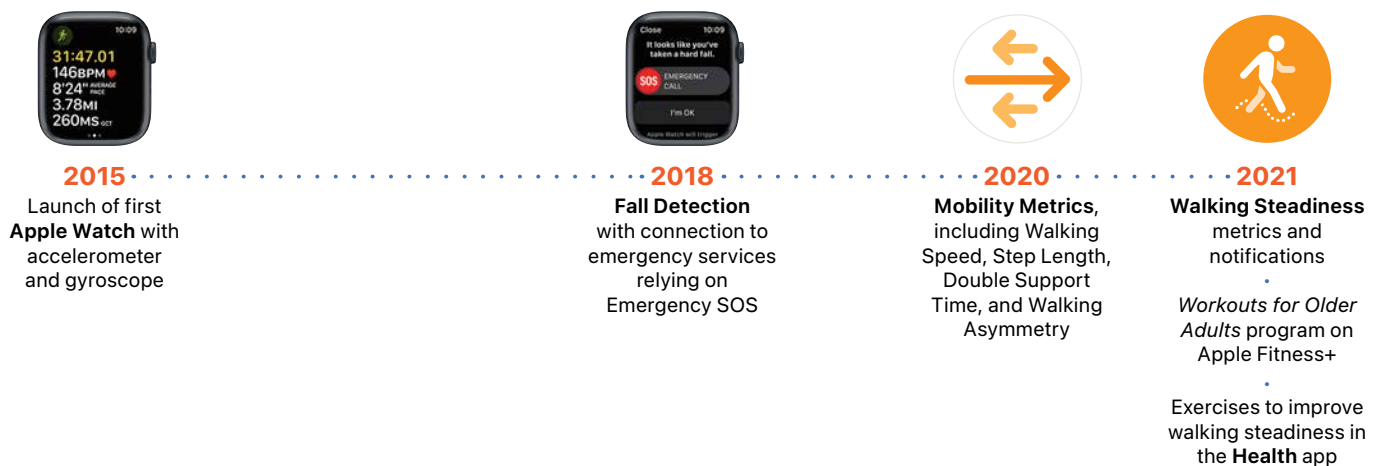 10:09
31:47.01
146BPM
8'24" AVERAGE PACE
3.78MI
260MS GCT
Close 10:09
It looks like you've
taken a hard fall.
SOS EMERGENCY
CALL
I'm OK
Apple Watch will trigger
2015
Launch of first
Apple Watch with
accelerometer
and gyroscope
2018
Fall Detection
with connection to
emergency services
relying on
Emergency SOS
2020
Mobility Metrics,
including Walking
Speed, Step Length,
Double Support
Time, and Walking
Asymmetry
2021
Walking Steadiness
metrics and
notifications
Workouts for Older
Adults program on
Apple Fitness+
Exercises to improve
walking steadiness in
the Health app